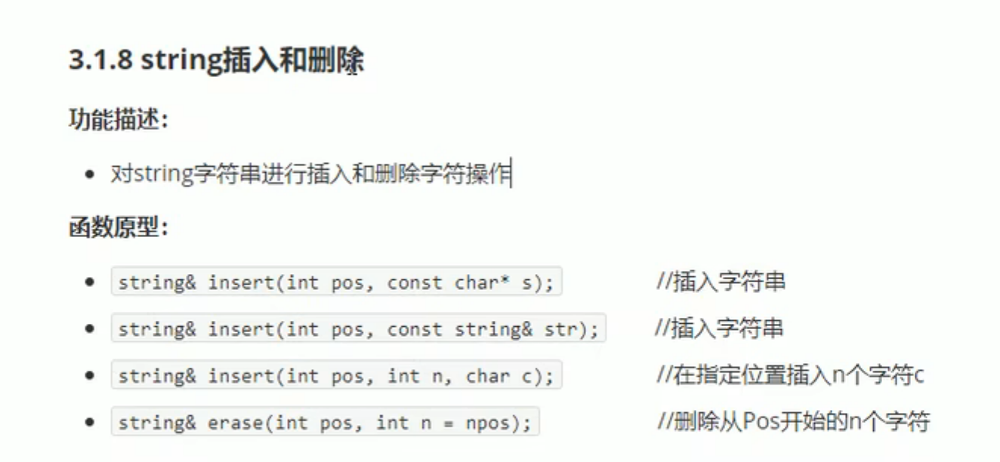 3.1.8 string插入和删除
功能描述：
• 对string字符串进行插入和删除字符操作
函数原型：
• string& insert(int pos, const char* s); //插入字符串
• string& insert(int pos, const string& str); //插入字符串
• string& insert(int pos, int n, char c); //在指定位置插入n个字符c
• string& erase(int pos, int n = npos); //删除从Pos开始的n个字符